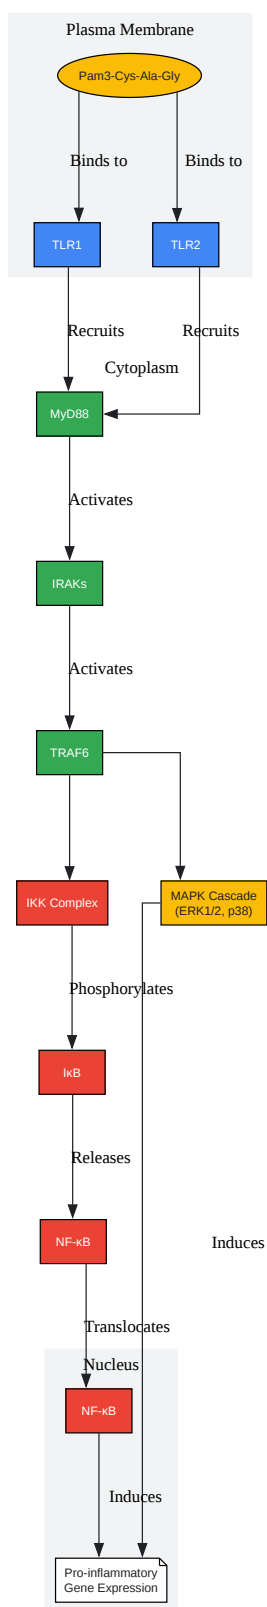 Plasma Membrane
Pam3-Cys-Ala-Gly
Binds to
Binds to
TLR1
TLR2
Recruits
Recruits
Cytoplasm
MyD88
Activates
IRAKs
Activates
TRAF6
IKK Complex
MAPK Cascade
(ERK1/2, p38)
Phosphorylates
IκB
Releases
NF-κB
Induces
Translocates
Nucleus
NF-κB
Induces
Pro-inflammatory
Gene Expression